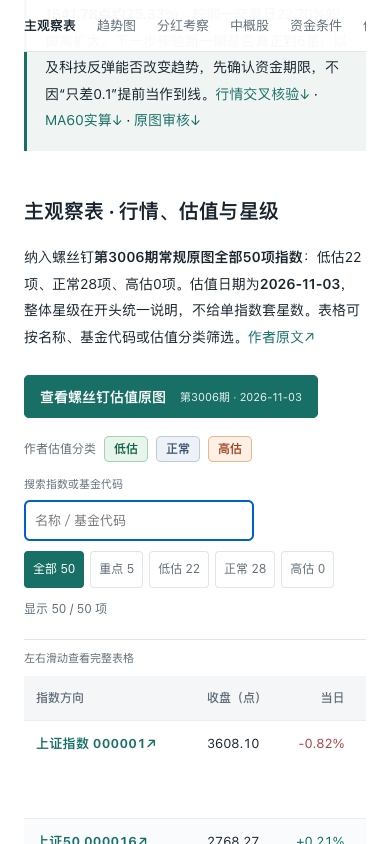 主观察表 趋势图 分红考察 中概股 资金条件
及科技反弹能否改变趋势，先确认资金期限，不
因“只差0.1”提前当作到线。行情交叉核验↓ ·
MA60实算↓ · 原图审核↓
主观察表 · 行情、估值与星级
纳入螺丝钉第3006期常规原图全部50项指数：低估22
项、正常28项、高估0项。估值日期为2026-11-03，
整体星级在开头统一说明，不给单指数套星数。表格可
按名称、基金代码或估值分类筛选。作者原文↗
查看螺丝钉估值原图 第3006期 · 2026-11-03
作者估值分类 低估 正常 高估
搜索指数或基金代码
名称 / 基金代码
全部 50 重点 5 低估 22 正常 28 高估 0
显示 50 / 50 项
左右滑动查看完整表格
指数方向 收盘（点） 当日
上证指数 000001↗ 3608.10 -0.82%
上证50 000016↗ 2768.27 +0.21%